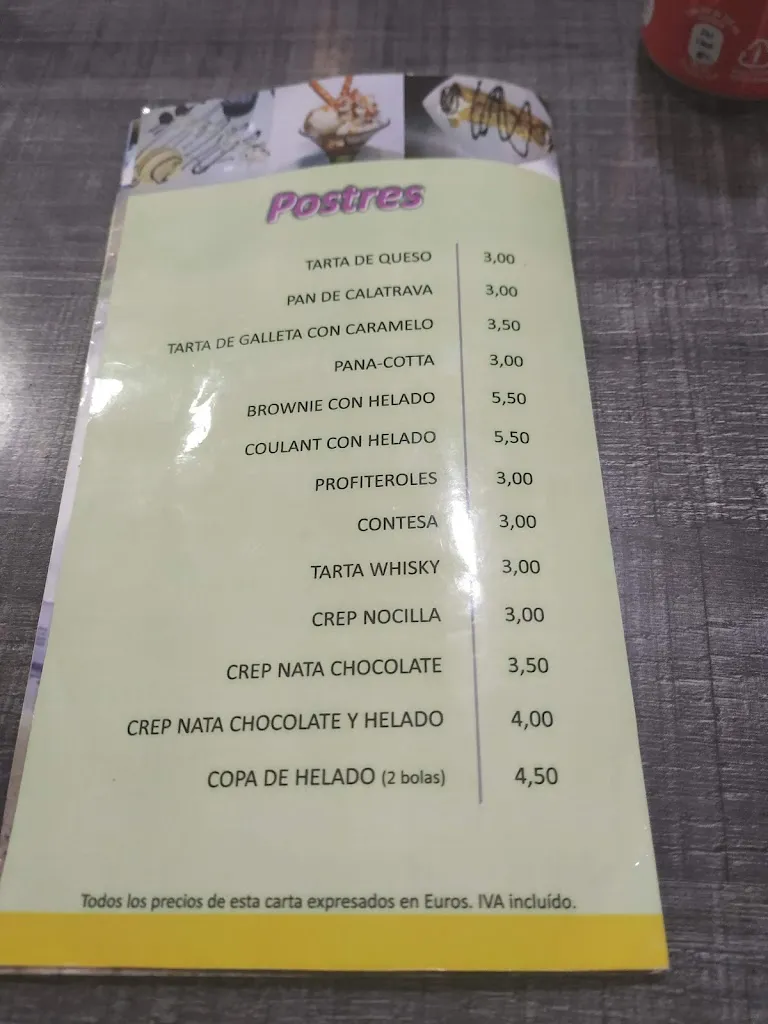 Postres
TARTA DE QUESO 3,00
PAN DE CALATRAVA 3,00
TARTA DE GALLETA CON CARAMELO 3,50
PANA-COTTA 3,00
BROWNIE CON HELADO 5,50
COULANT CON HELADO 5,50
PROFITEROLES 3,00
CONTESA 3,00
TARTA WHISKY 3,00
CREP NOCILLA 3,00
CREP NATA CHOCOLATE 3,50
CREP NATA CHOCOLATE Y HELADO 4,00
COPA DE HELADO (2 bolas) 4,50
Todos los precios de esta carta expresados en Euros. IVA incluído.